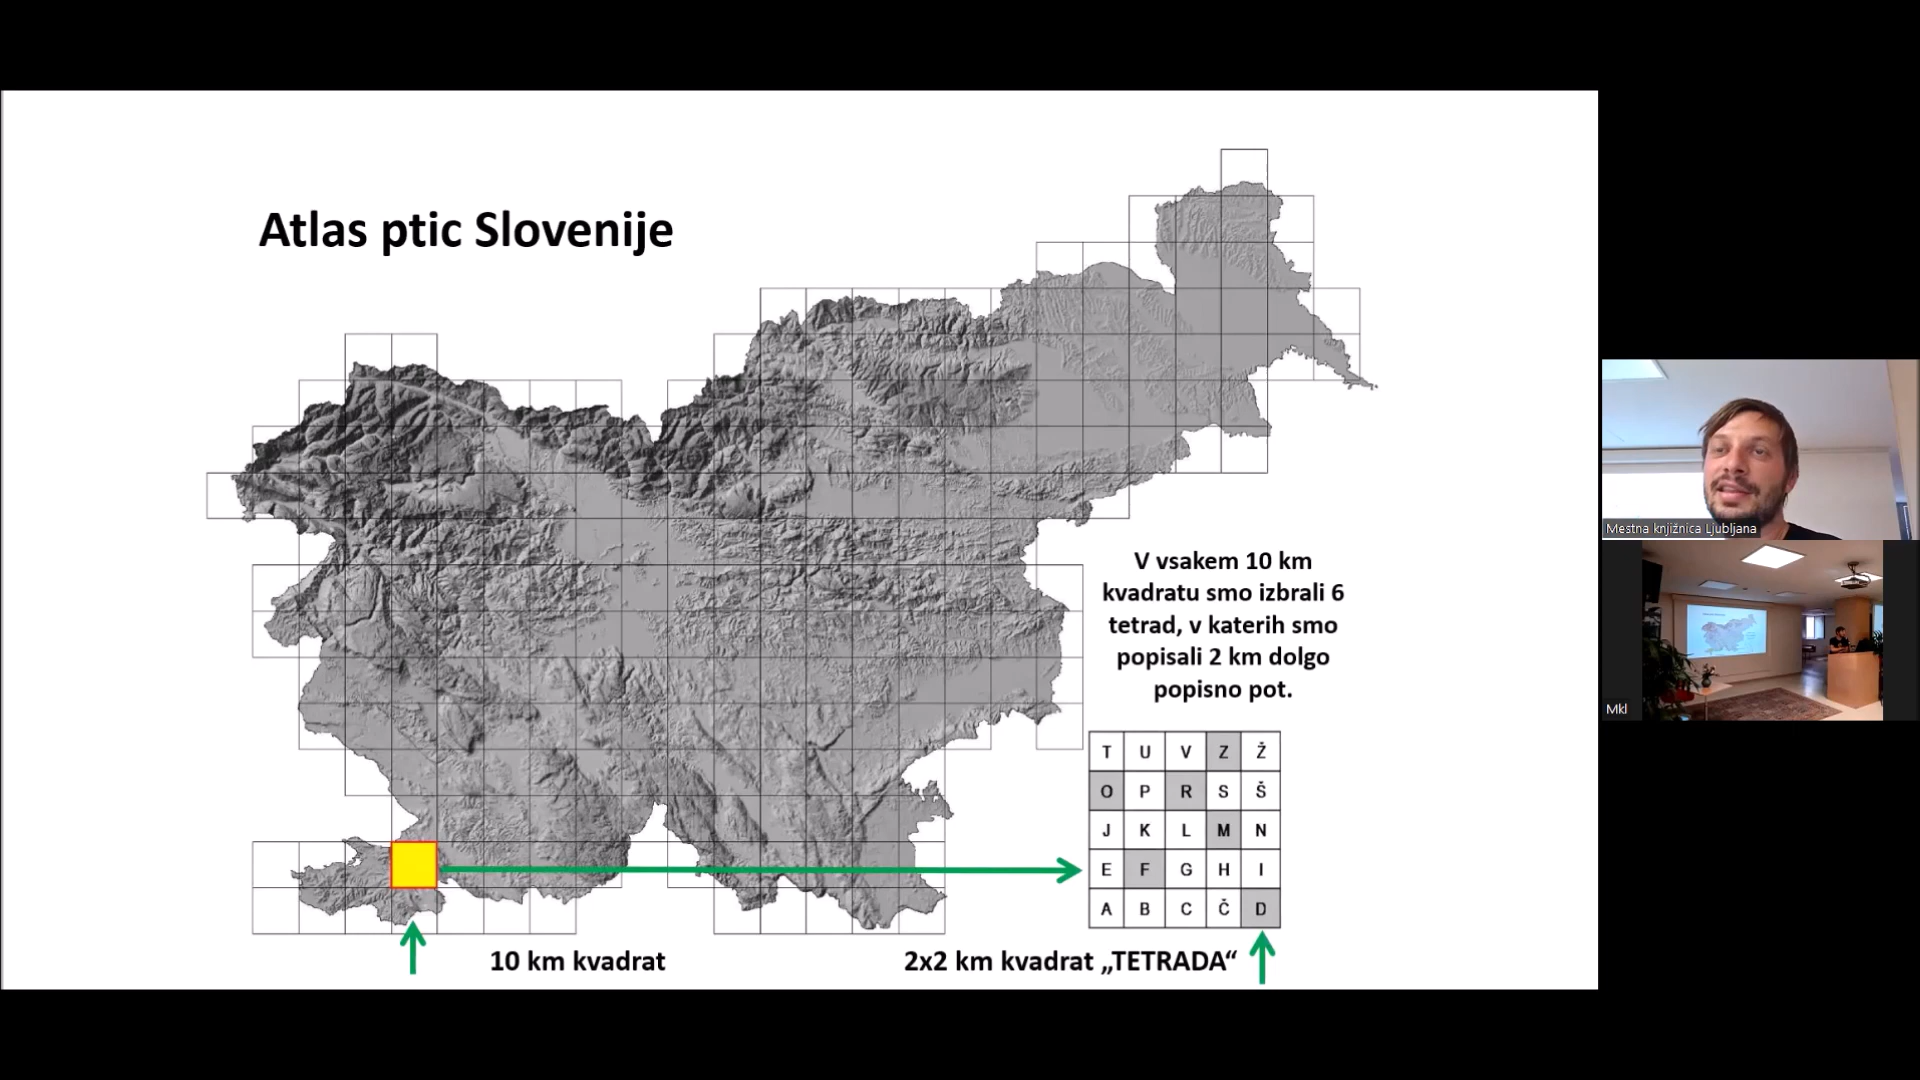 Atlas ptic Slovenije
V vsakem 10 km
kvadratu smo izbrali 6
tetrad, v katerih smo
popisali 2 km dolgo
popisno pot.
T U V Z Ž
O P R S Š
J K L M N
E F G H I
A B C Č D
10 km kvadrat
2x2 km kvadrat „TETRADA“
Mestna knjižnica Ljubljana
Mkl